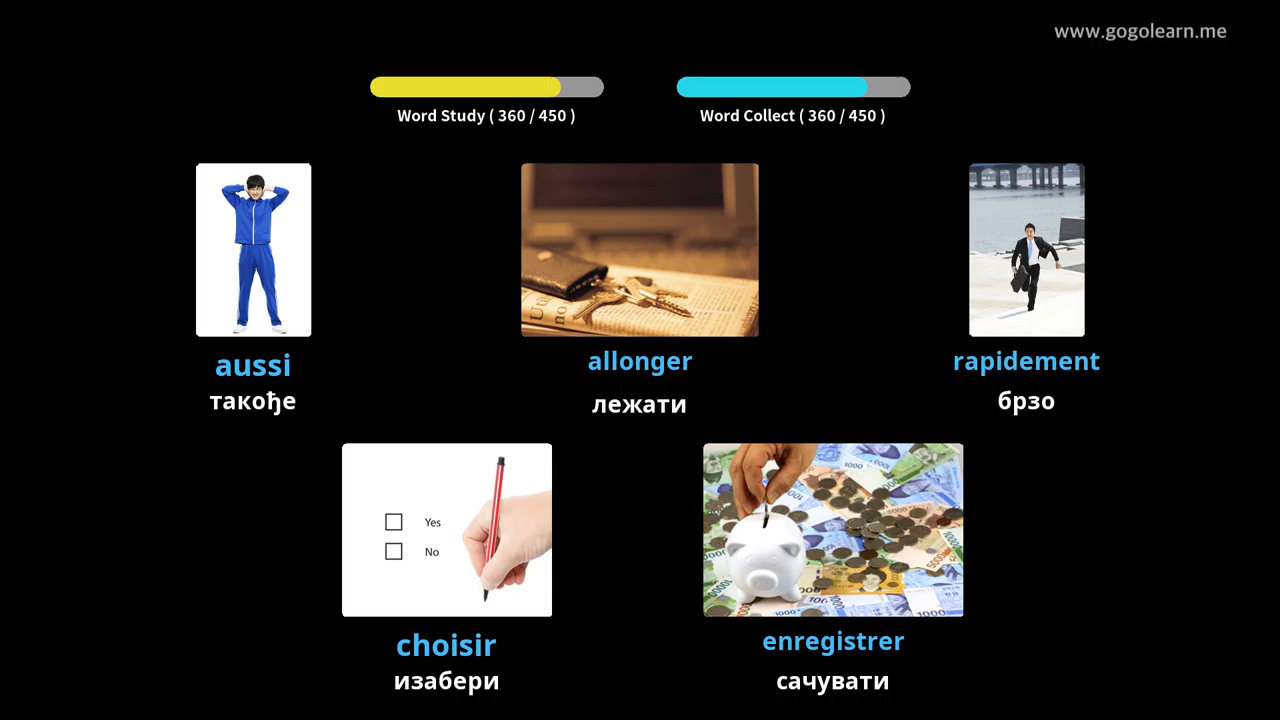 www.gogolearn.me
Word Study ( 360 / 450 )
Word Collect ( 360 / 450 )
aussi
такође
allonger
лежати
rapidement
брзо
Yes
No
choisir
изабери
enregistrer
сачувати